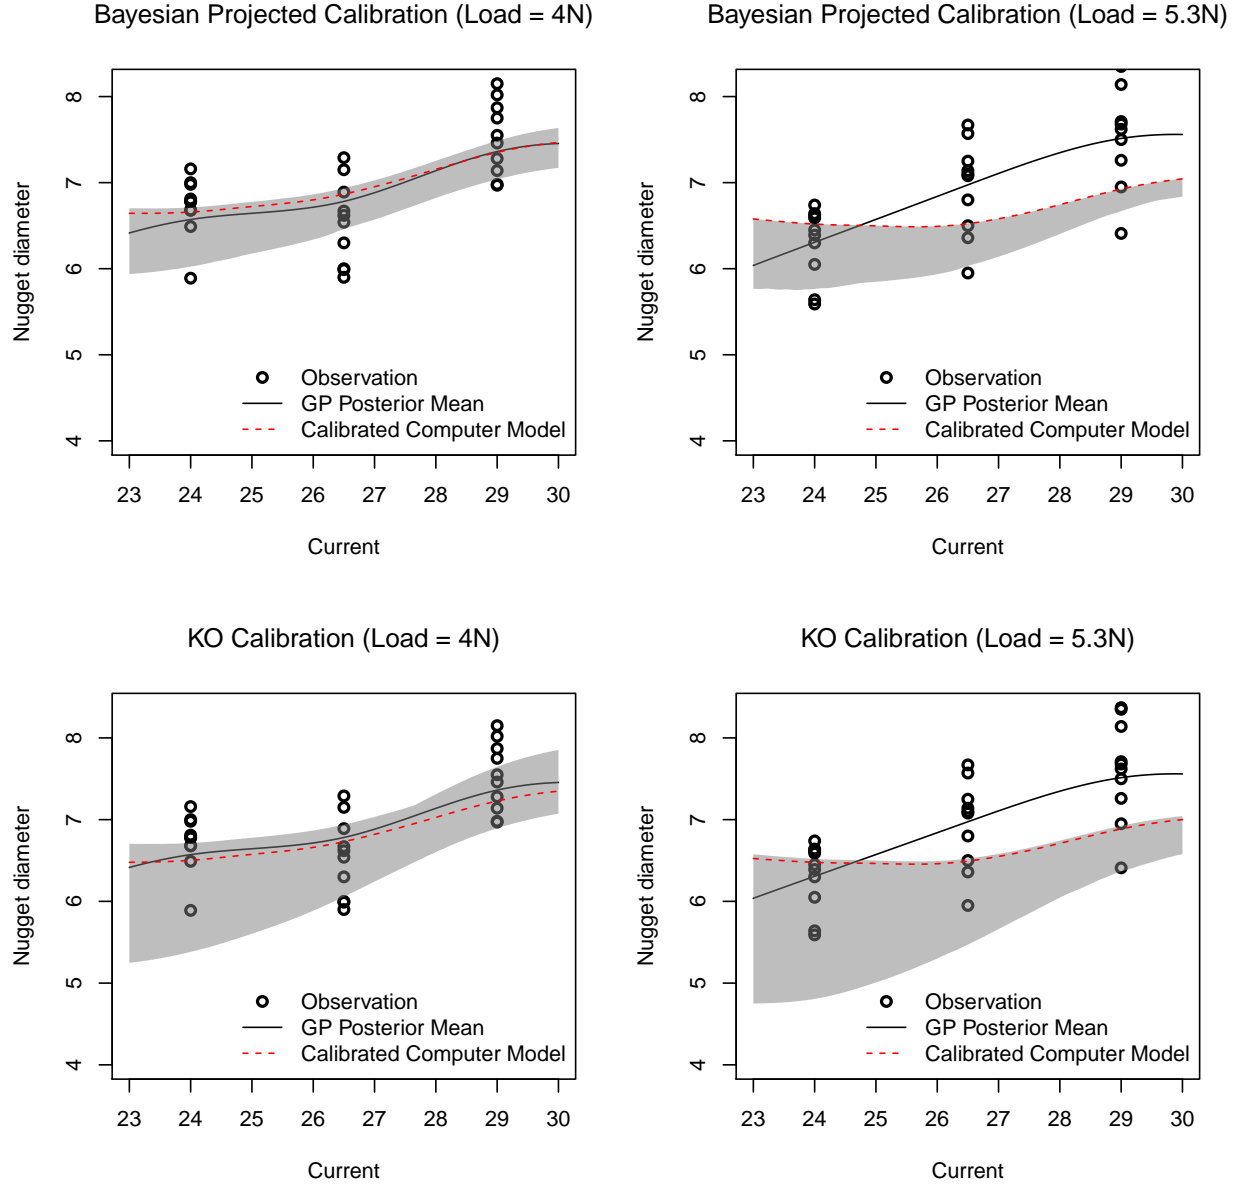 Bayesian Projected Calibration (Load = 4N)
Nugget diameter
8
7
6
5
4
Observation
GP Posterior Mean
Calibrated Computer Model
23 24 25 26 27 28 29 30
Current
Bayesian Projected Calibration (Load = 5.3N)
Nugget diameter
8
7
6
5
4
Observation
GP Posterior Mean
Calibrated Computer Model
23 24 25 26 27 28 29 30
Current
KO Calibration (Load = 4N)
Nugget diameter
8
7
6
5
4
Observation
GP Posterior Mean
Calibrated Computer Model
23 24 25 26 27 28 29 30
Current
KO Calibration (Load = 5.3N)
Nugget diameter
8
7
6
5
4
Observation
GP Posterior Mean
Calibrated Computer Model
23 24 25 26 27 28 29 30
Current